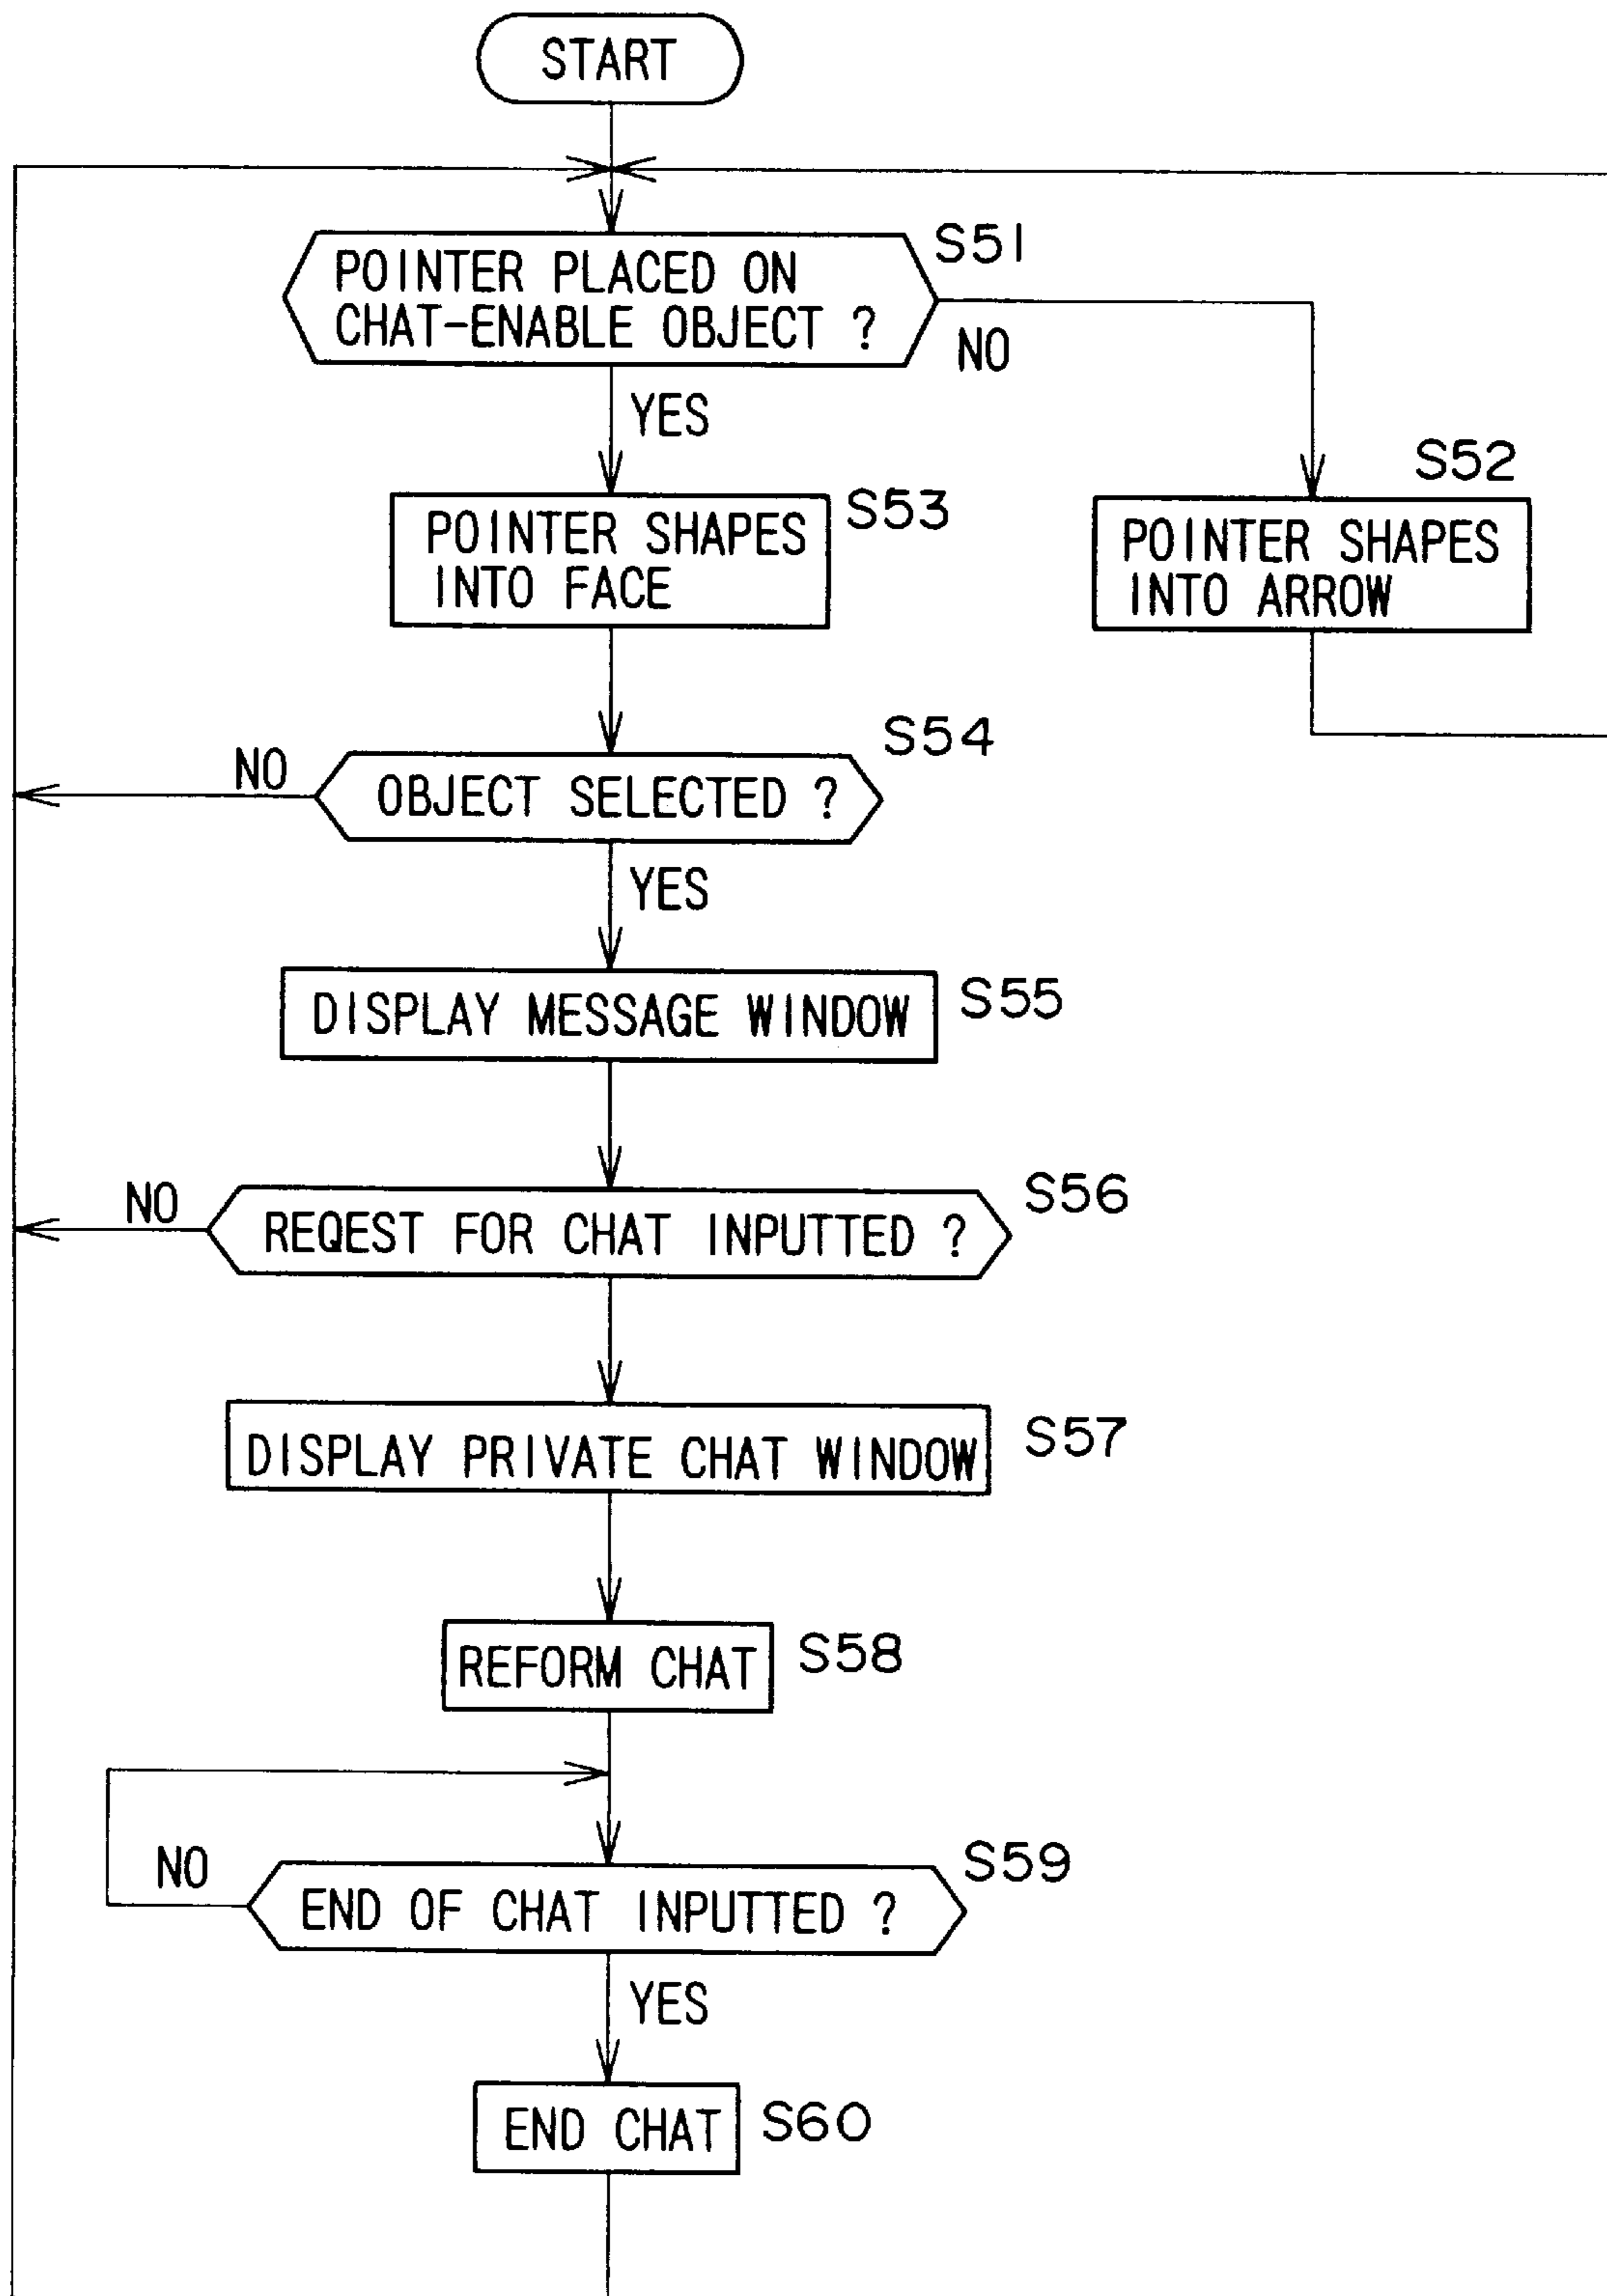 START
POINTER PLACED ON
CHAT-ENABLE OBJECT ?
S51
NO
YES
S53
POINTER SHAPES
INTO FACE
S52
POINTER SHAPES
INTO ARROW
S54
NO
OBJECT SELECTED ?
YES
DISPLAY MESSAGE WINDOW
S55
NO
S56
REQEST FOR CHAT INPUTTED ?
DISPLAY PRIVATE CHAT WINDOW
S57
REFORM CHAT
S58
NO
S59
END OF CHAT INPUTTED ?
YES
END CHAT
S60